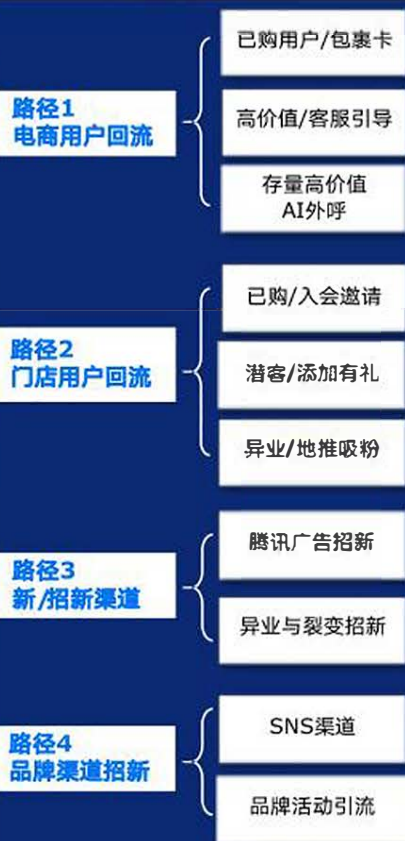 路径1
电商用户回流
已购用户/包裹卡
高价值/客服引导
存量高价值
AI外呼
路径2
门店用户回流
已购/入会邀请
潜客/添加有礼
异业/地推吸粉
路径3
新/招新渠道
腾讯广告招新
异业与裂变招新
路径4
品牌渠道招新
SNS渠道
品牌活动引流